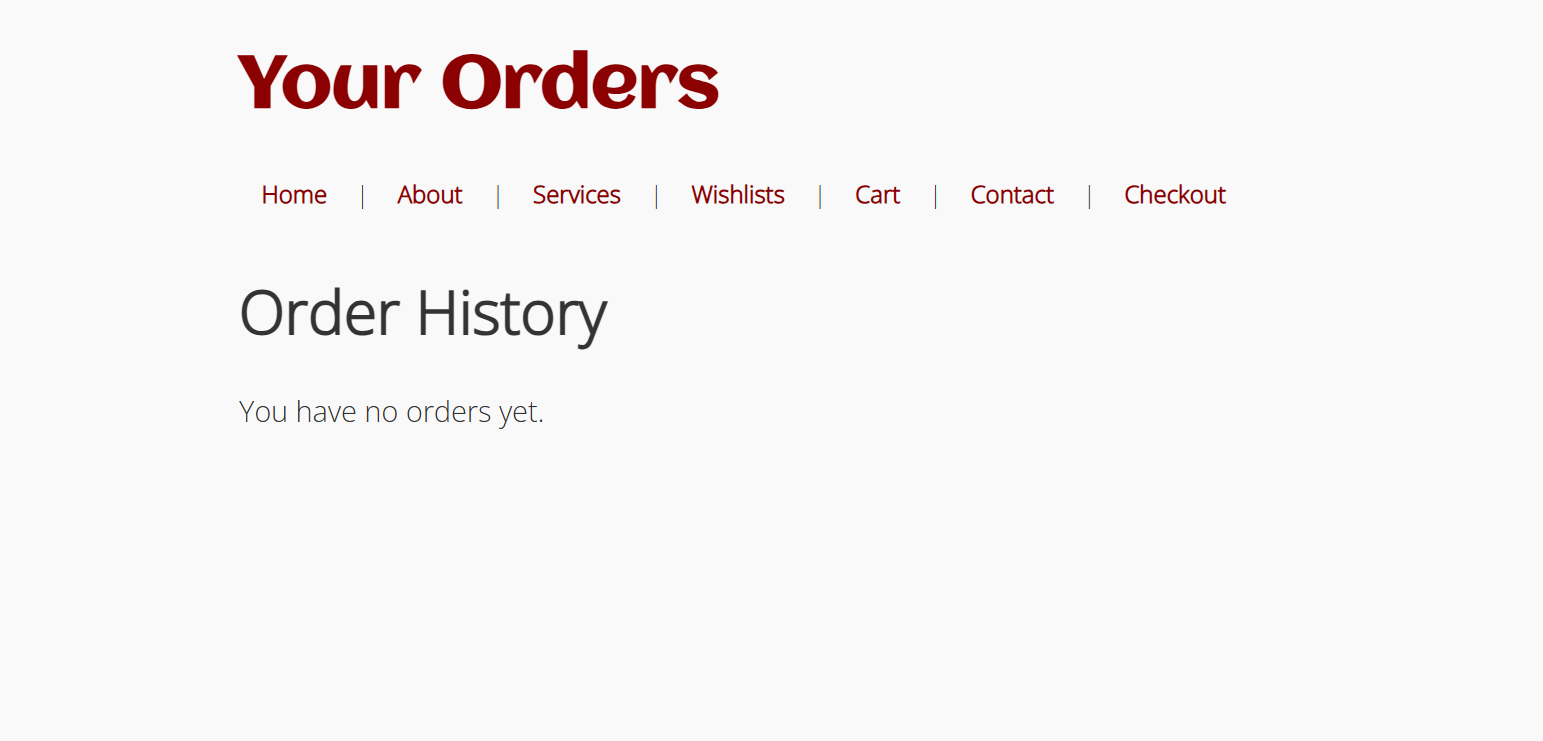 Your Orders
Home | About | Services | Wishlists | Cart | Contact | Checkout
Order History
You have no orders yet.